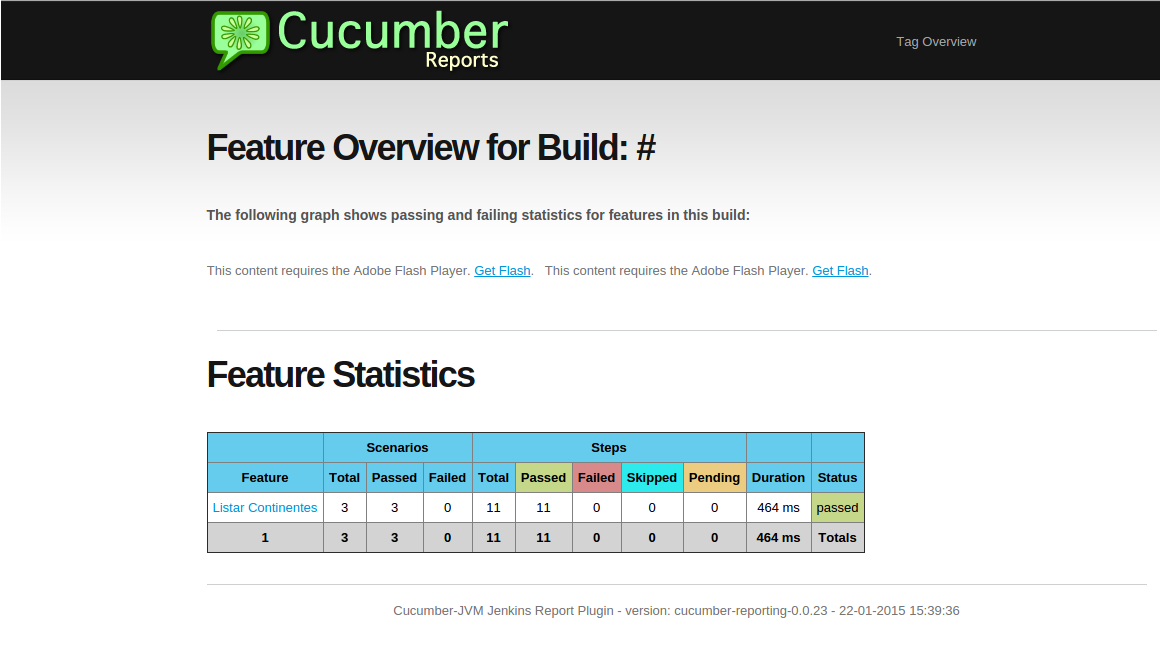 Cucumber
Reports
Tag Overview
Feature Overview for Build: #
The following graph shows passing and failing statistics for features in this build:
This content requires the Adobe Flash Player. Get Flash. This content requires the Adobe Flash Player. Get Flash.
Feature Statistics
Scenarios Steps
Feature Total Passed Failed Total Passed Failed Skipped Pending Duration Status
Listar Continentes 3 3 0 11 11 0 0 0 464 ms passed
1 3 3 0 11 11 0 0 0 464 ms Totals
Cucumber-JVM Jenkins Report Plugin - version: cucumber-reporting-0.0.23 - 22-01-2015 15:39:36